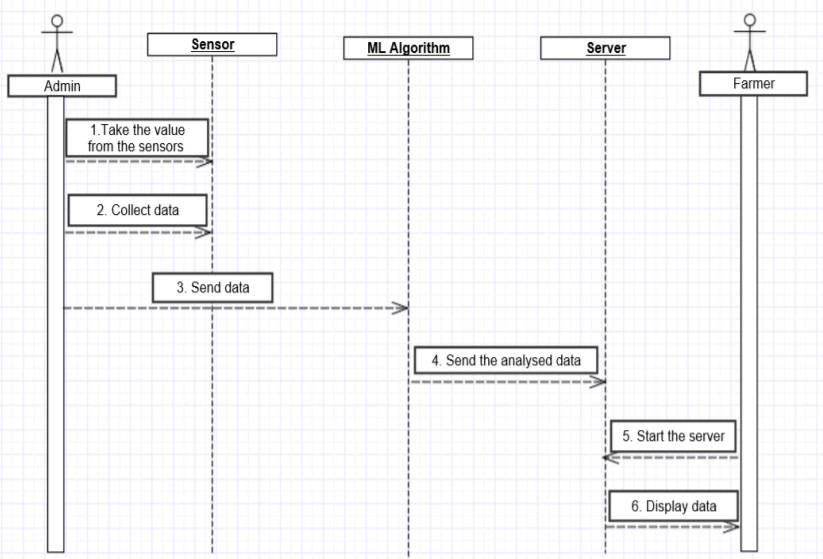 Admin
Sensor
ML Algorithm
Server
Farmer
1.Take the value
from the sensors
2. Collect data
3. Send data
4. Send the analysed data
5. Start the server
6. Display data